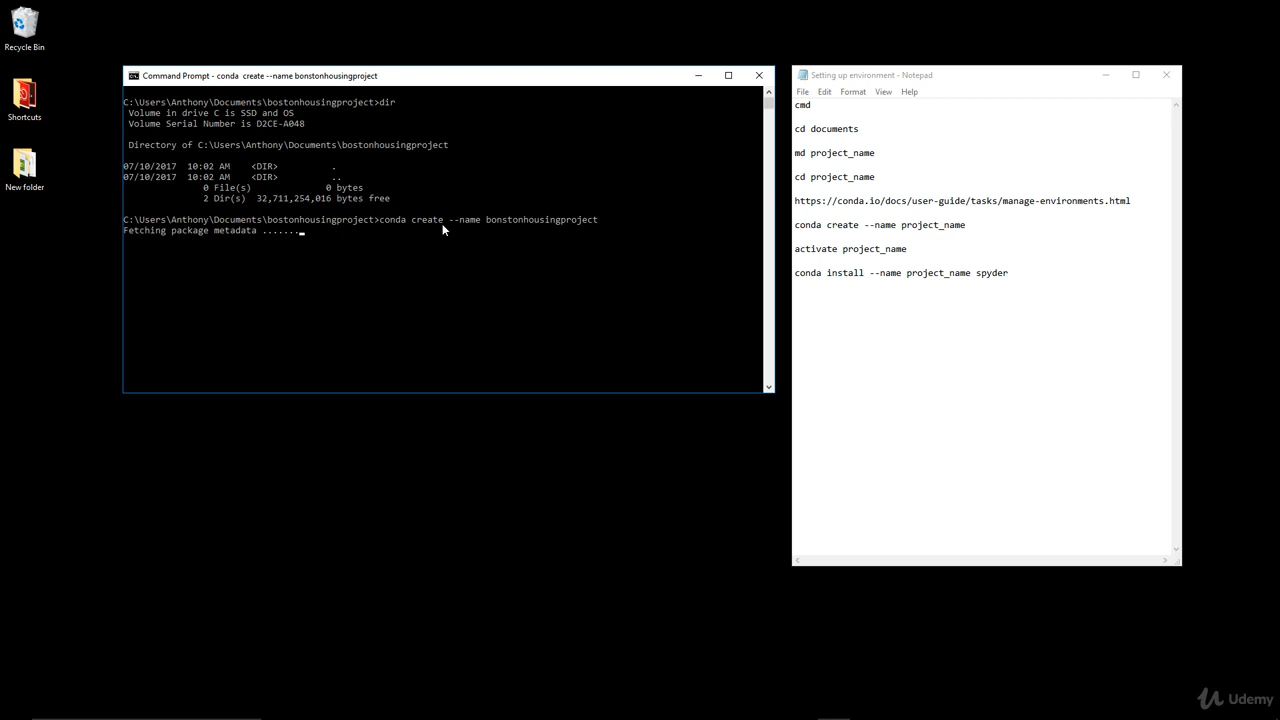 Recycle Bin
Shortcuts
New folder
Command Prompt - conda  create --name bonstonhousingproject
C:\Users\Anthony\Documents\bostonhousingproject>dir
Volume in drive C is SSD and OS
Volume Serial Number is D2CE-A048
Directory of C:\Users\Anthony\Documents\bostonhousingproject
07/10/2017  10:02 AM    <DIR>          .
07/10/2017  10:02 AM    <DIR>          ..
0 File(s)              0 bytes
2 Dir(s)  32,711,254,016 bytes free
C:\Users\Anthony\Documents\bostonhousingproject>conda create --name bonstonhousingproject
Fetching package metadata .......
Setting up environment - Notepad
File Edit Format View Help
cmd
cd documents
md project_name
cd project_name
https://conda.io/docs/user-guide/tasks/manage-environments.html
conda create --name project_name
activate project_name
conda install --name project_name spyder
Udemy